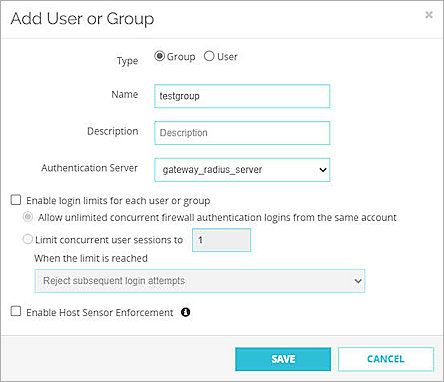 Add User or Group
Type Group User
Name testgroup
Description Description
Authentication Server gateway_radius_server
Enable login limits for each user or group
Allow unlimited concurrent firewall authentication logins from the same account
Limit concurrent user sessions to 1
When the limit is reached
Reject subsequent login attempts
Enable Host Sensor Enforcement
SAVE CANCEL